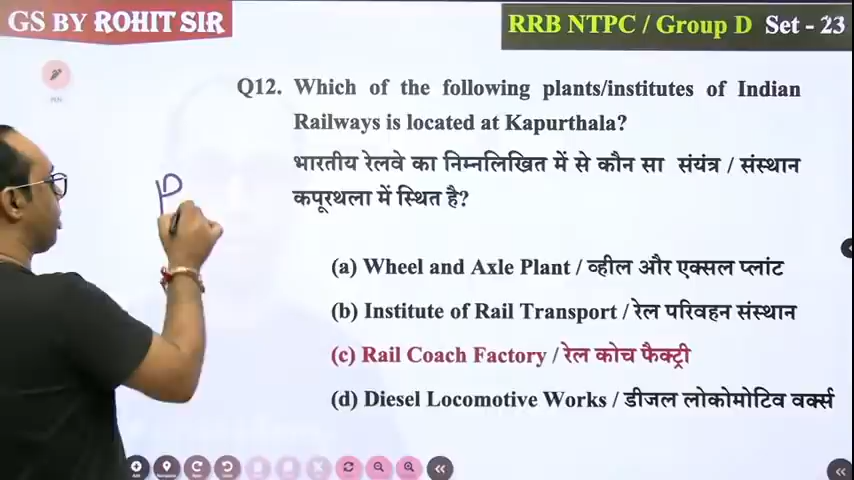 GS BY ROHIT SIR
RRB NTPC / Group D Set - 23
Q12. Which of the following plants/institutes of Indian
Railways is located at Kapurthala?
भारतीय रेलवे का निम्नलिखित में से कौन सा संयंत्र / संस्थान
कपूरथला में स्थित है?
P
(a) Wheel and Axle Plant / व्हील और एक्सल प्लांट
(b) Institute of Rail Transport / रेल परिवहन संस्थान
(c) Rail Coach Factory / रेल कोच फैक्ट्री
(d) Diesel Locomotive Works / डीजल लोकोमोटिव वर्क्स